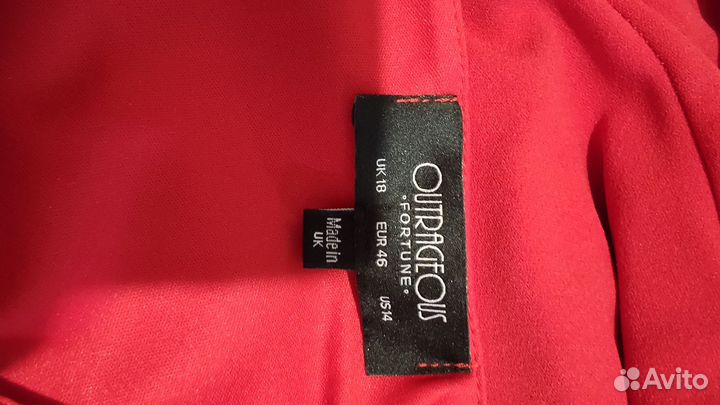 OUTRAGEOUS
°FORTUNE°
UK 18 EUR 46 US 14
Made in
UK
Avito